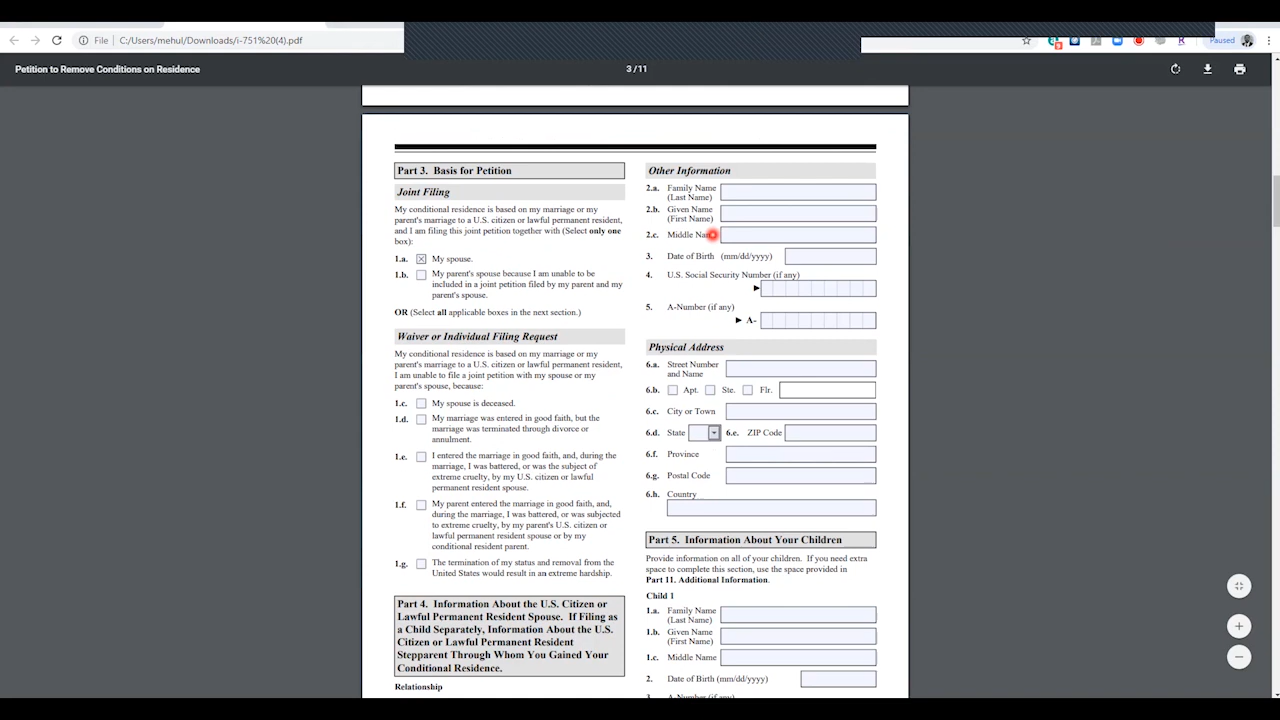 File C:/Users/mehul/Downloads/i-751%20(4).pdf
Paused
Petition to Remove Conditions on Residence
3 / 11
Part 3. Basis for Petition
Joint Filing
My conditional residence is based on my marriage or my
parent's marriage to a U.S. citizen or lawful permanent resident,
and I am filing this joint petition together with (Select only one
box):
1.a. My spouse.
1.b. My parent's spouse because I am unable to be
included in a joint petition filed by my parent and my
parent's spouse.
OR (Select all applicable boxes in the next section.)
Waiver or Individual Filing Request
My conditional residence is based on my marriage or my
parent's marriage to a U.S. citizen or lawful permanent resident,
I am unable to file a joint petition with my spouse or my
parent's spouse, because:
1.c. My spouse is deceased.
1.d. My marriage was entered in good faith, but the
marriage was terminated through divorce or
annulment.
1.e. I entered the marriage in good faith, and, during the
marriage, I was battered, or was the subject of
extreme cruelty, by my U.S. citizen or lawful
permanent resident spouse.
1.f. My parent entered the marriage in good faith, and,
during the marriage, I was battered, or was subjected
to extreme cruelty, by my parent's U.S. citizen or
lawful permanent resident spouse or by my
conditional resident parent.
1.g. The termination of my status and removal from the
United States would result in an extreme hardship.
Part 4. Information About the U.S. Citizen or
Lawful Permanent Resident Spouse. If Filing as
a Child Separately, Information About the U.S.
Citizen or Lawful Permanent Resident
Stepparent Through Whom You Gained Your
Conditional Residence.
Relationship
Other Information
2.a. Family Name
(Last Name)
2.b. Given Name
(First Name)
2.c. Middle Name
3. Date of Birth (mm/dd/yyyy)
4. U.S. Social Security Number (if any)
5. A-Number (if any)
A-
Physical Address
6.a. Street Number
and Name
6.b. Apt. Ste. Flr.
6.c. City or Town
6.d. State 6.e. ZIP Code
6.f. Province
6.g. Postal Code
6.h. Country
Part 5. Information About Your Children
Provide information on all of your children. If you need extra
space to complete this section, use the space provided in
Part 11. Additional Information.
Child 1
1.a. Family Name
(Last Name)
1.b. Given Name
(First Name)
1.c. Middle Name
2. Date of Birth (mm/dd/yyyy)
3. A-Number (if any)